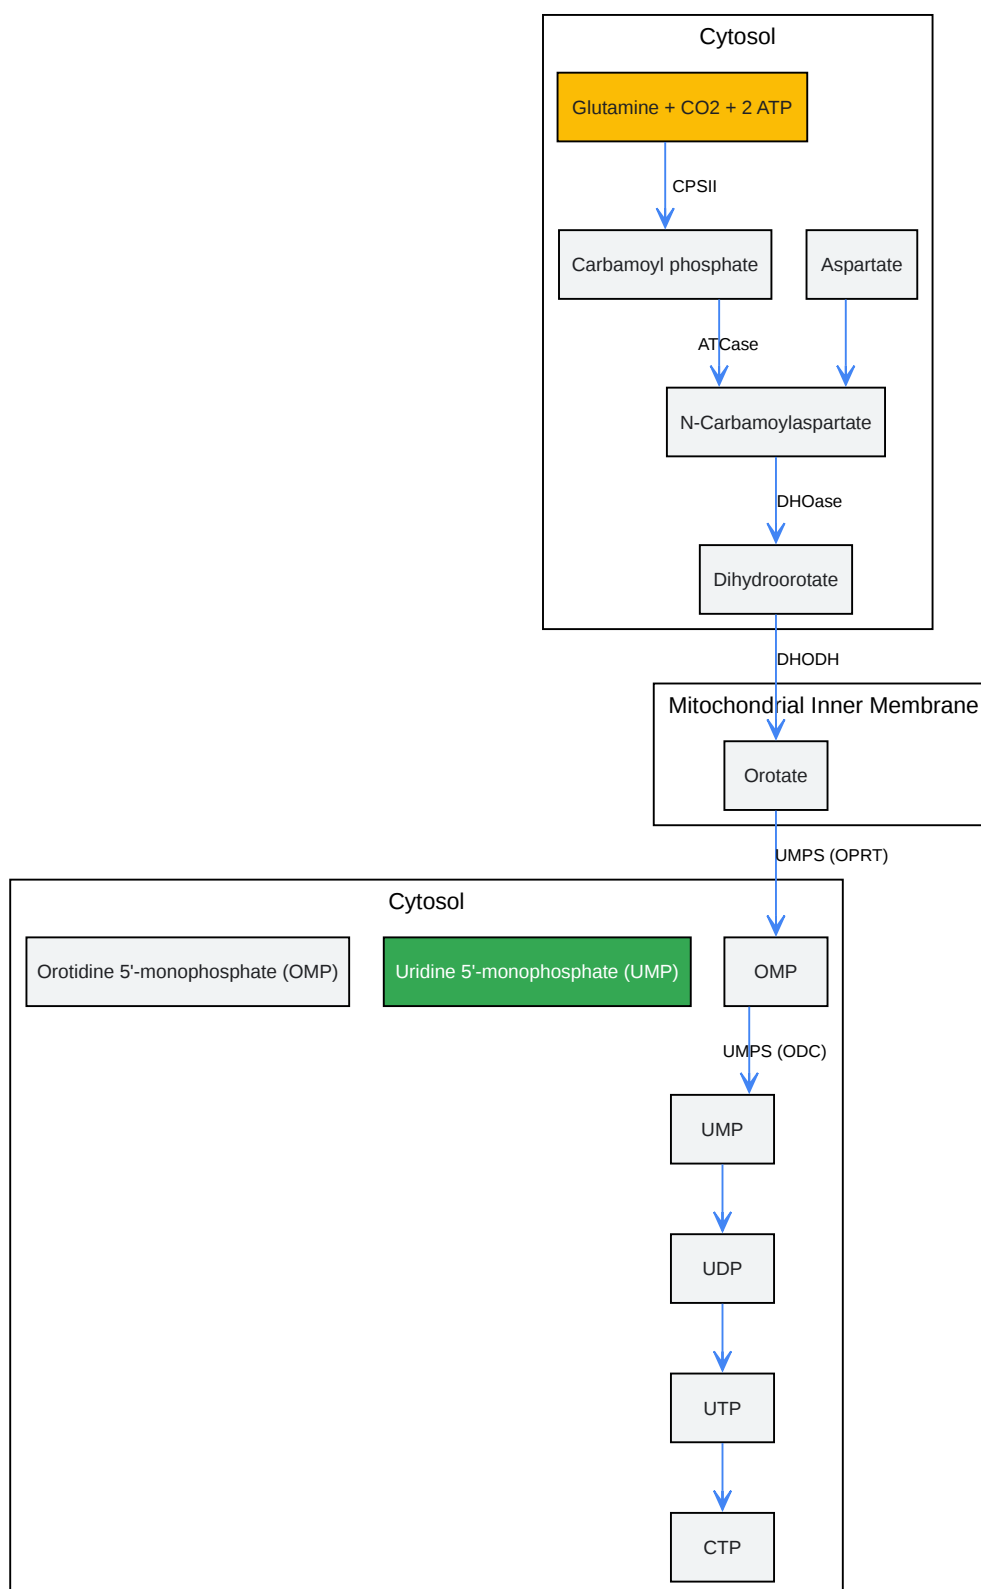 Cytosol
Glutamine + CO2 + 2 ATP
CPSII
Carbamoyl phosphate
Aspartate
ATCase
N-Carbamoylaspartate
DHOase
Dihydroorotate
DHODH
Mitochondrial Inner Membrane
Orotate
UMPS (OPRT)
Cytosol
Orotidine 5'-monophosphate (OMP)
Uridine 5'-monophosphate (UMP)
OMP
UMPS (ODC)
UMP
UDP
UTP
CTP